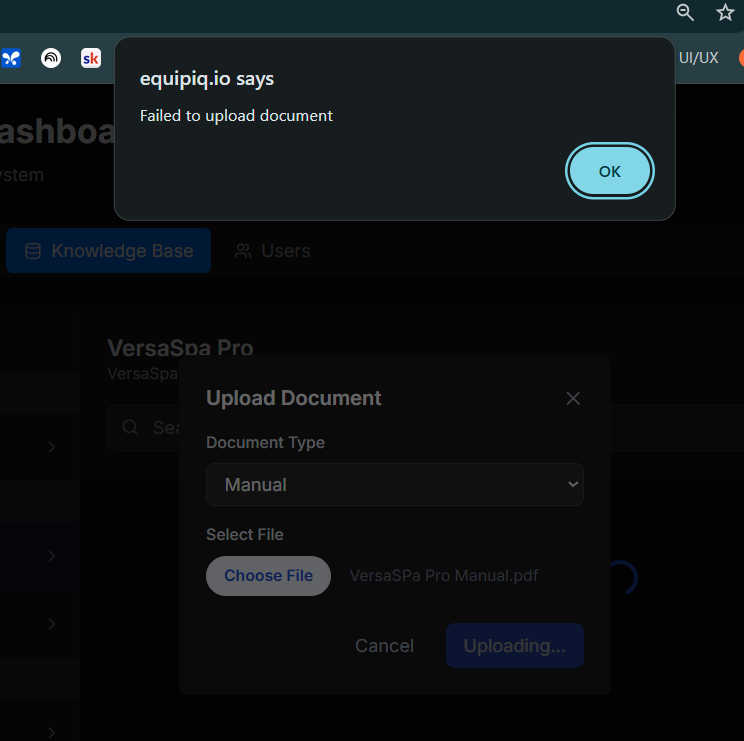 sk
UI/UX
equipiq.io says
Failed to upload document
OK
ashboa
ystem
Knowledge Base
Users
VersaSpa Pro
VersaSpa
Sea
Upload Document
Document Type
Manual
Select File
Choose File
VersaSPa Pro Manual.pdf
Cancel
Uploading...